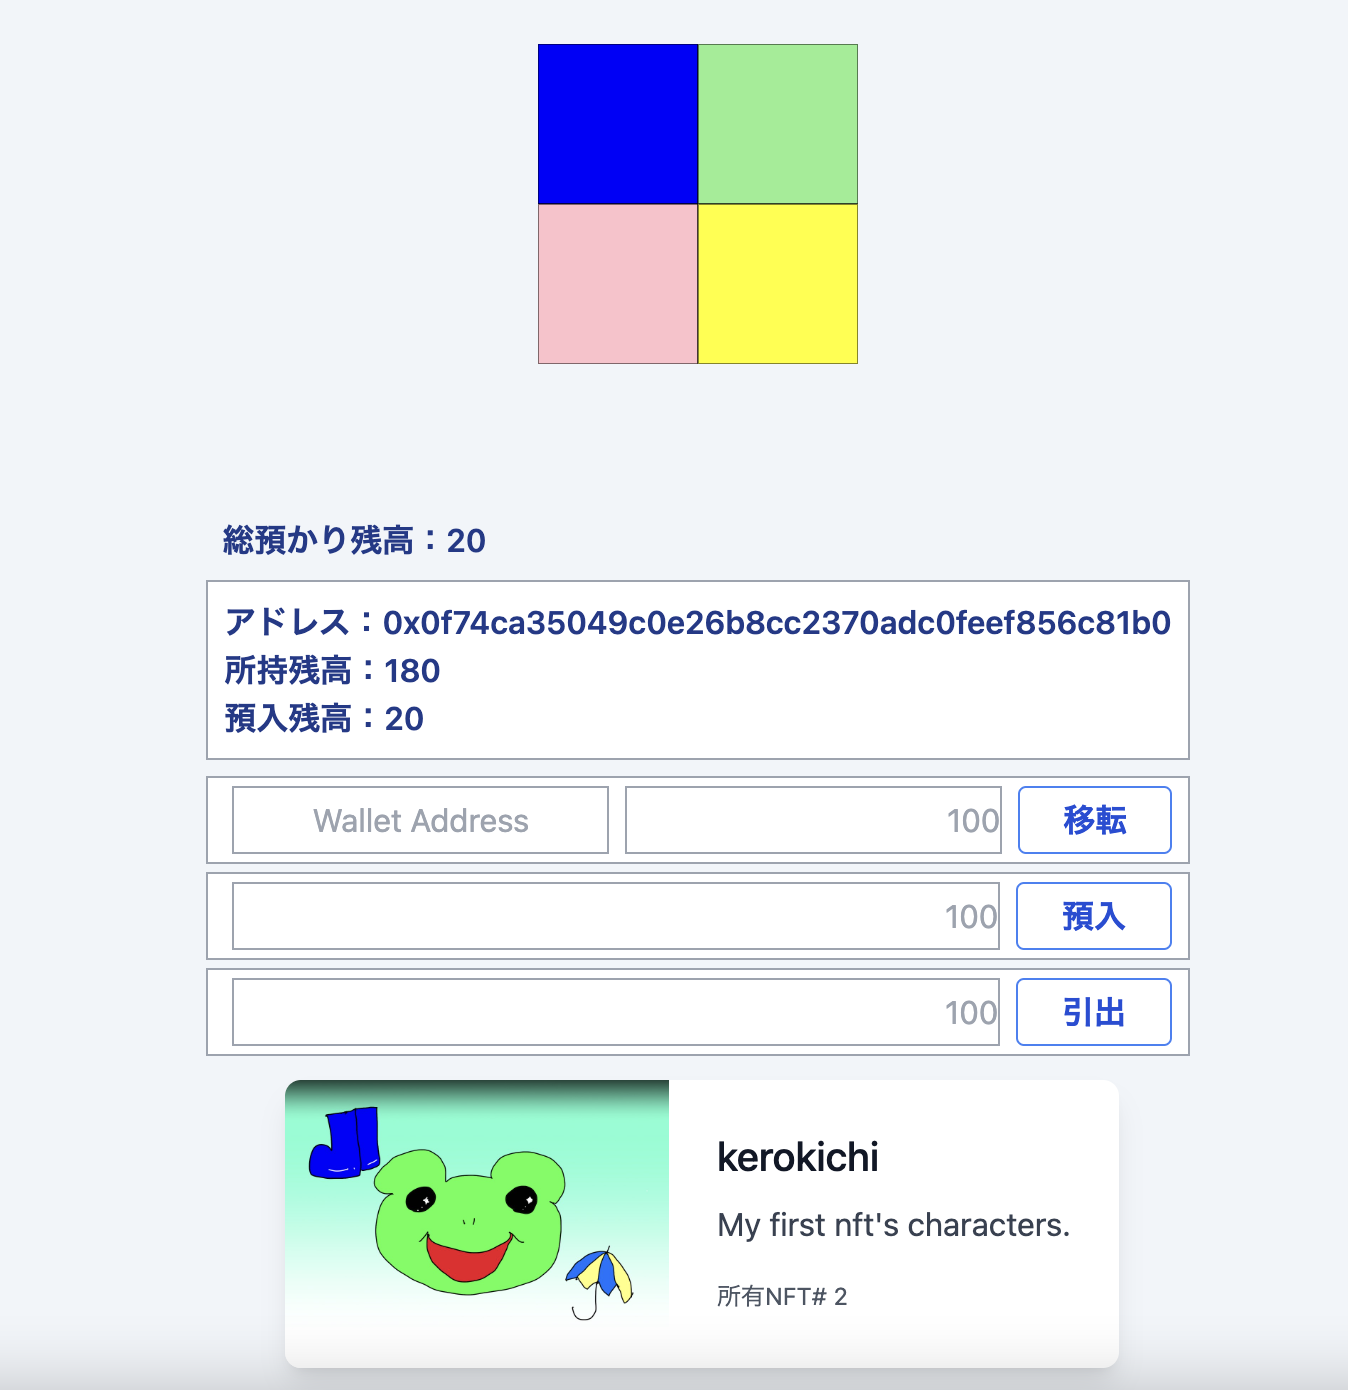 総預かり残高：20
アドレス：0x0f74ca35049c0e26b8cc2370adc0feef856c81b0
所持残高：180
預入残高：20
Wallet Address 100 移転
100 預入
100 引出
kerokichi
My first nft's characters.
所有NFT# 2